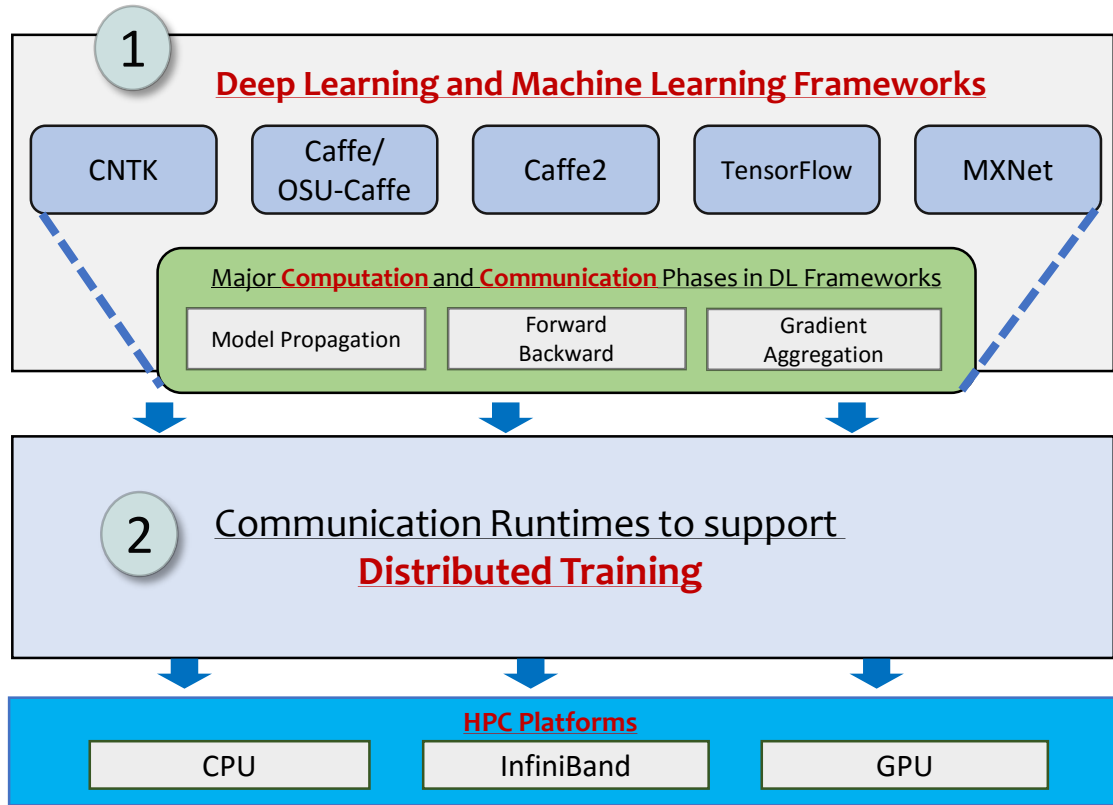 1
Deep Learning and Machine Learning Frameworks
CNTK
Caffe/
OSU-Caffe
Caffe2
TensorFlow
MXNet
Major Computation and Communication Phases in DL Frameworks
Model Propagation
Forward
Backward
Gradient
Aggregation
2
Communication Runtimes to support
Distributed Training
HPC Platforms
CPU
InfiniBand
GPU